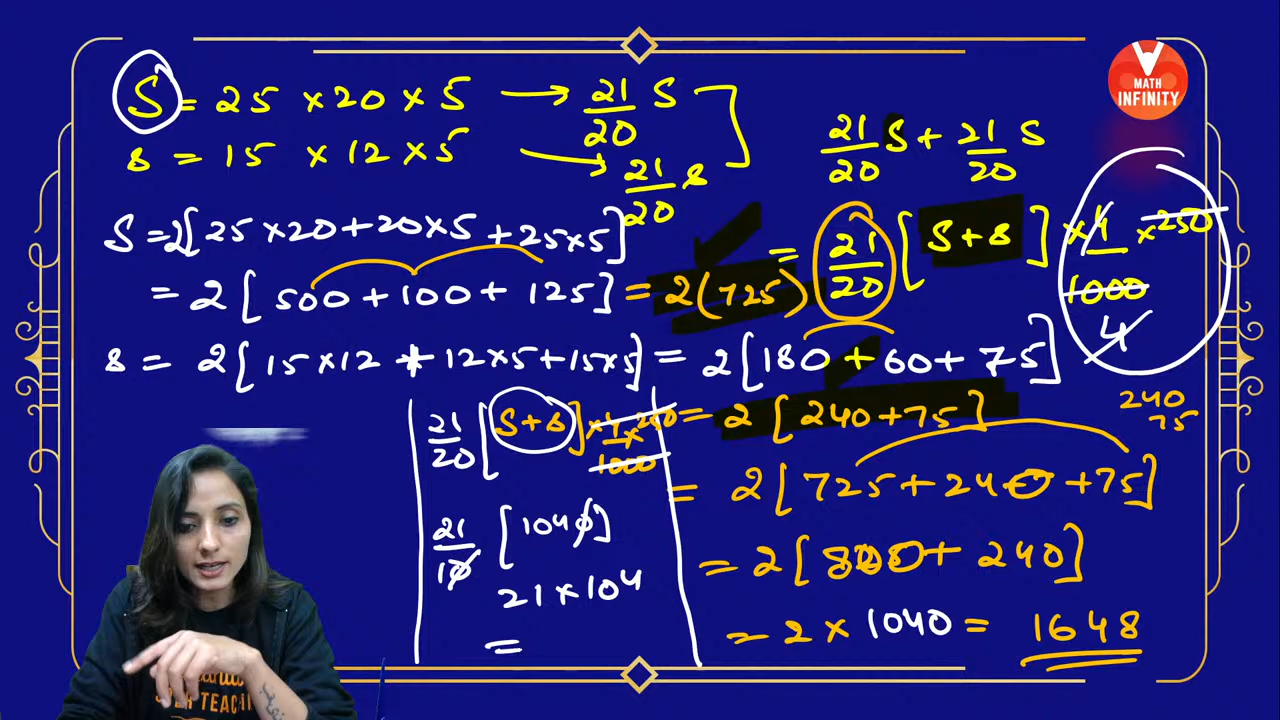 S = 25 × 20 × 5 → 21/20 S
s = 15 × 12 × 5 → 21/20 s
21/20 S + 21/20 S
MATH
INFINITY
S = 2[25 × 20 + 20 × 5 + 25 × 5]
= 21/20 [S + s] × 1/1000 × 250
4
= 2[500 + 100 + 125] = 2(725)
s = 2[15 × 12 + 12 × 5 + 15 × 5] = 2[180 + 60 + 75]
= 2[240 + 75]
240
75
= 2[725 + 240 + 75]
= 2[800 + 240]
= 2 × 1040 = 1648
21/20 [S + s] × 1/1000 × 250
21/10 [1040]
21 × 104
=